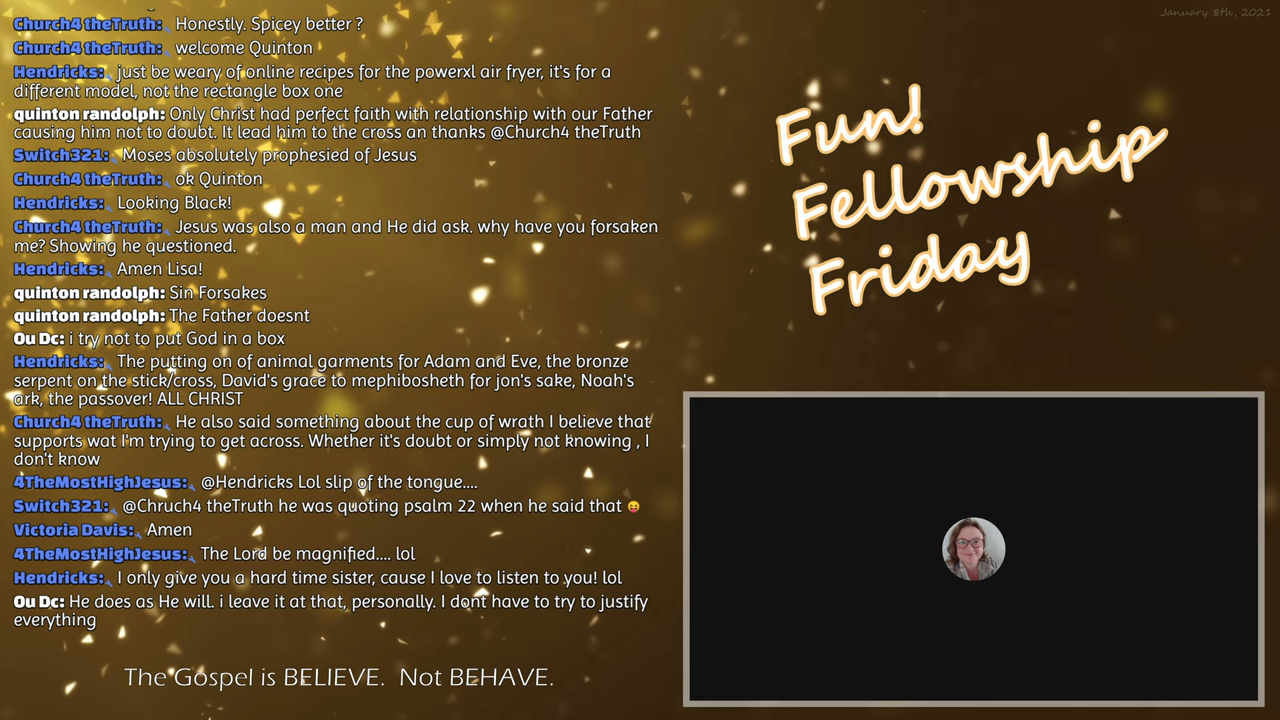 Church4 theTruth: Honestly. Spicey better ?
Church4 theTruth: welcome Quinton
Hendricks: just be weary of online recipes for the powerxl air fryer, it's for a
different model, not the rectangle box one
quinton randolph: Only Christ had perfect faith with relationship with our Father
causing him not to doubt. It lead him to the cross an thanks @Church4 theTruth
Switch321: Moses absolutely prophesied of Jesus
Church4 theTruth: ok Quinton
Hendricks: Looking Black!
Church4 theTruth: Jesus was also a man and He did ask. why have you forsaken
me? Showing he questioned.
Hendricks: Amen Lisa!
quinton randolph: Sin Forsakes
quinton randolph: The Father doesnt
Ou Dc: i try not to put God in a box
Hendricks: The putting on of animal garments for Adam and Eve, the bronze
serpent on the stick/cross, David's grace to mephibosheth for jon's sake, Noah's
ark, the passover! ALL CHRIST
Church4 theTruth: He also said something about the cup of wrath I believe that
supports wat I'm trying to get across. Whether it's doubt or simply not knowing , I
don't know
4TheMostHighJesus: @Hendricks Lol slip of the tongue....
Switch321: @Chruch4 theTruth he was quoting psalm 22 when he said that 😝
Victoria Davis: Amen
4TheMostHighJesus: The Lord be magnified.... lol
Hendricks: I only give you a hard time sister, cause I love to listen to you! lol
Ou Dc: He does as He will. i leave it at that, personally. I dont have to try to justify
everything
The Gospel is BELIEVE. Not BEHAVE.
January 8th, 2021
Fun!
Fellowship
Friday